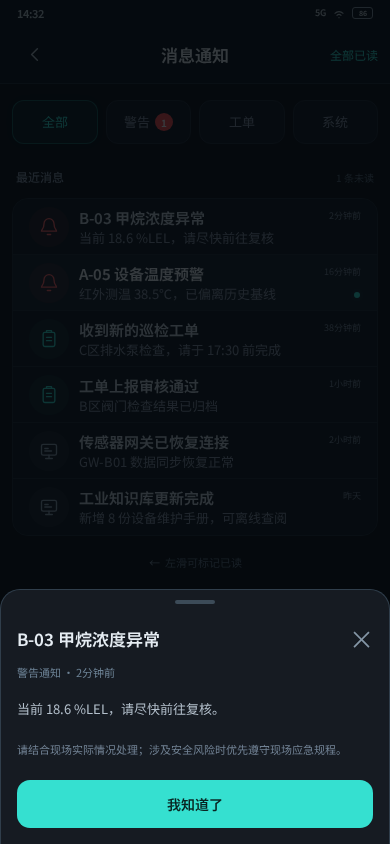 14:32
5G
86
消息通知
全部已读
全部
警告 1
工单
系统
最近消息
1 条未读
B-03 甲烷浓度异常
2分钟前
当前 18.6 %LEL，请尽快前往复核
A-05 设备温度预警
16分钟前
红外测温 38.5°C，已偏离历史基线
收到新的巡检工单
38分钟前
C区排水泵检查，请于 17:30 前完成
工单上报审核通过
1小时前
B区阀门检查结果已归档
传感器网关已恢复连接
2小时前
GW-B01 数据同步恢复正常
工业知识库更新完成
昨天
新增 8 份设备维护手册，可离线查阅
← 左滑可标记已读
B-03 甲烷浓度异常
警告通知 · 2分钟前
当前 18.6 %LEL，请尽快前往复核。
请结合现场实际情况处理；涉及安全风险时优先遵守现场应急规程。
我知道了